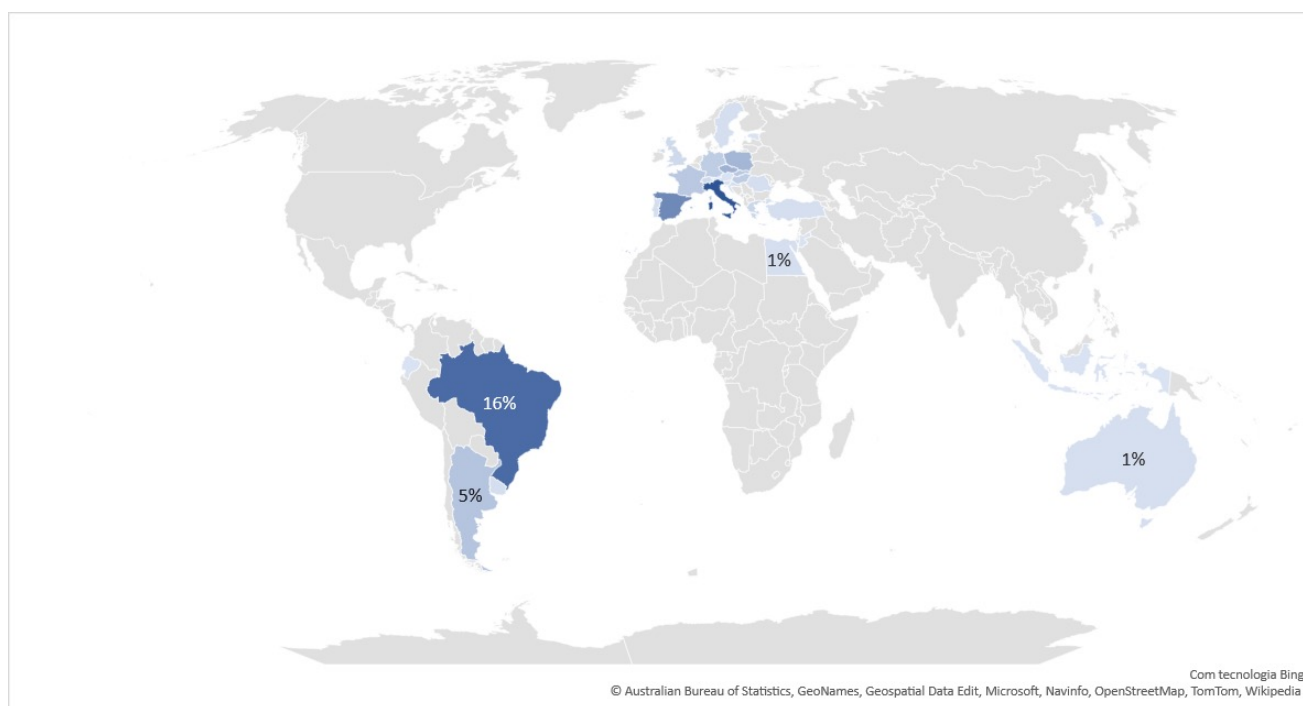 1%
16%
1%
5%
Com tecnologia Bing
© Australian Bureau of Statistics, GeoNames, Geospatial Data Edit, Microsoft, Navinfo, OpenStreetMap, TomTom, Wikipedia